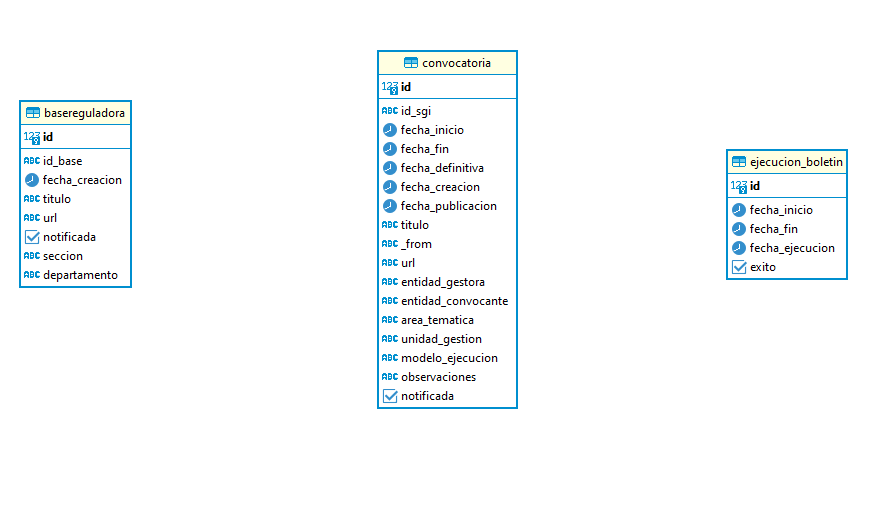 basereguladora
123 id
ABC id_base
fecha_creacion
ABC titulo
ABC url
notificada
ABC seccion
ABC departamento
convocatoria
123 id
ABC id_sgi
fecha_inicio
fecha_fin
fecha_definitiva
fecha_creacion
fecha_publicacion
ABC titulo
ABC _from
ABC url
ABC entidad_gestora
ABC entidad_convocante
ABC area_tematica
ABC unidad_gestion
ABC modelo_ejecucion
ABC observaciones
notificada
ejecucion_boletin
123 id
fecha_inicio
fecha_fin
fecha_ejecucion
exito